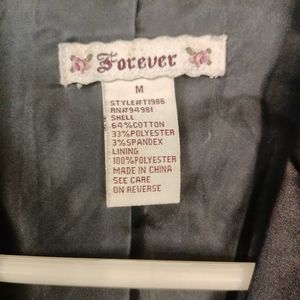 Forever
M
STYLE#T1986
RN#94981
SHELL
64%COTTON
33%POLYESTER
3%SPANDEX
LINING
100%POLYESTER
MADE IN CHINA
SEE CARE
ON REVERSE